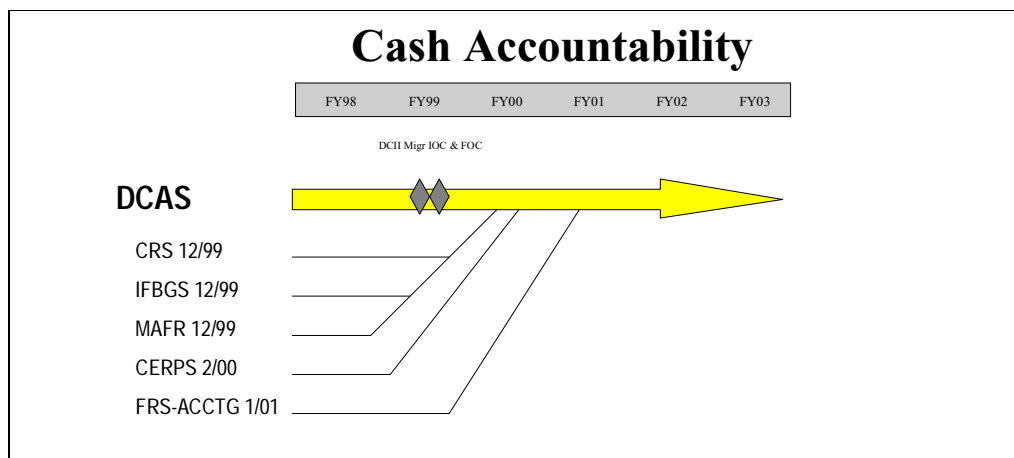 Cash Accountability
FY98 FY99 FY00 FY01 FY02 FY03
DCII Migr IOC & FOC
DCAS
CRS 12/99
IFBGS 12/99
MAFR 12/99
CERPS 2/00
FRS-ACCTG 1/01